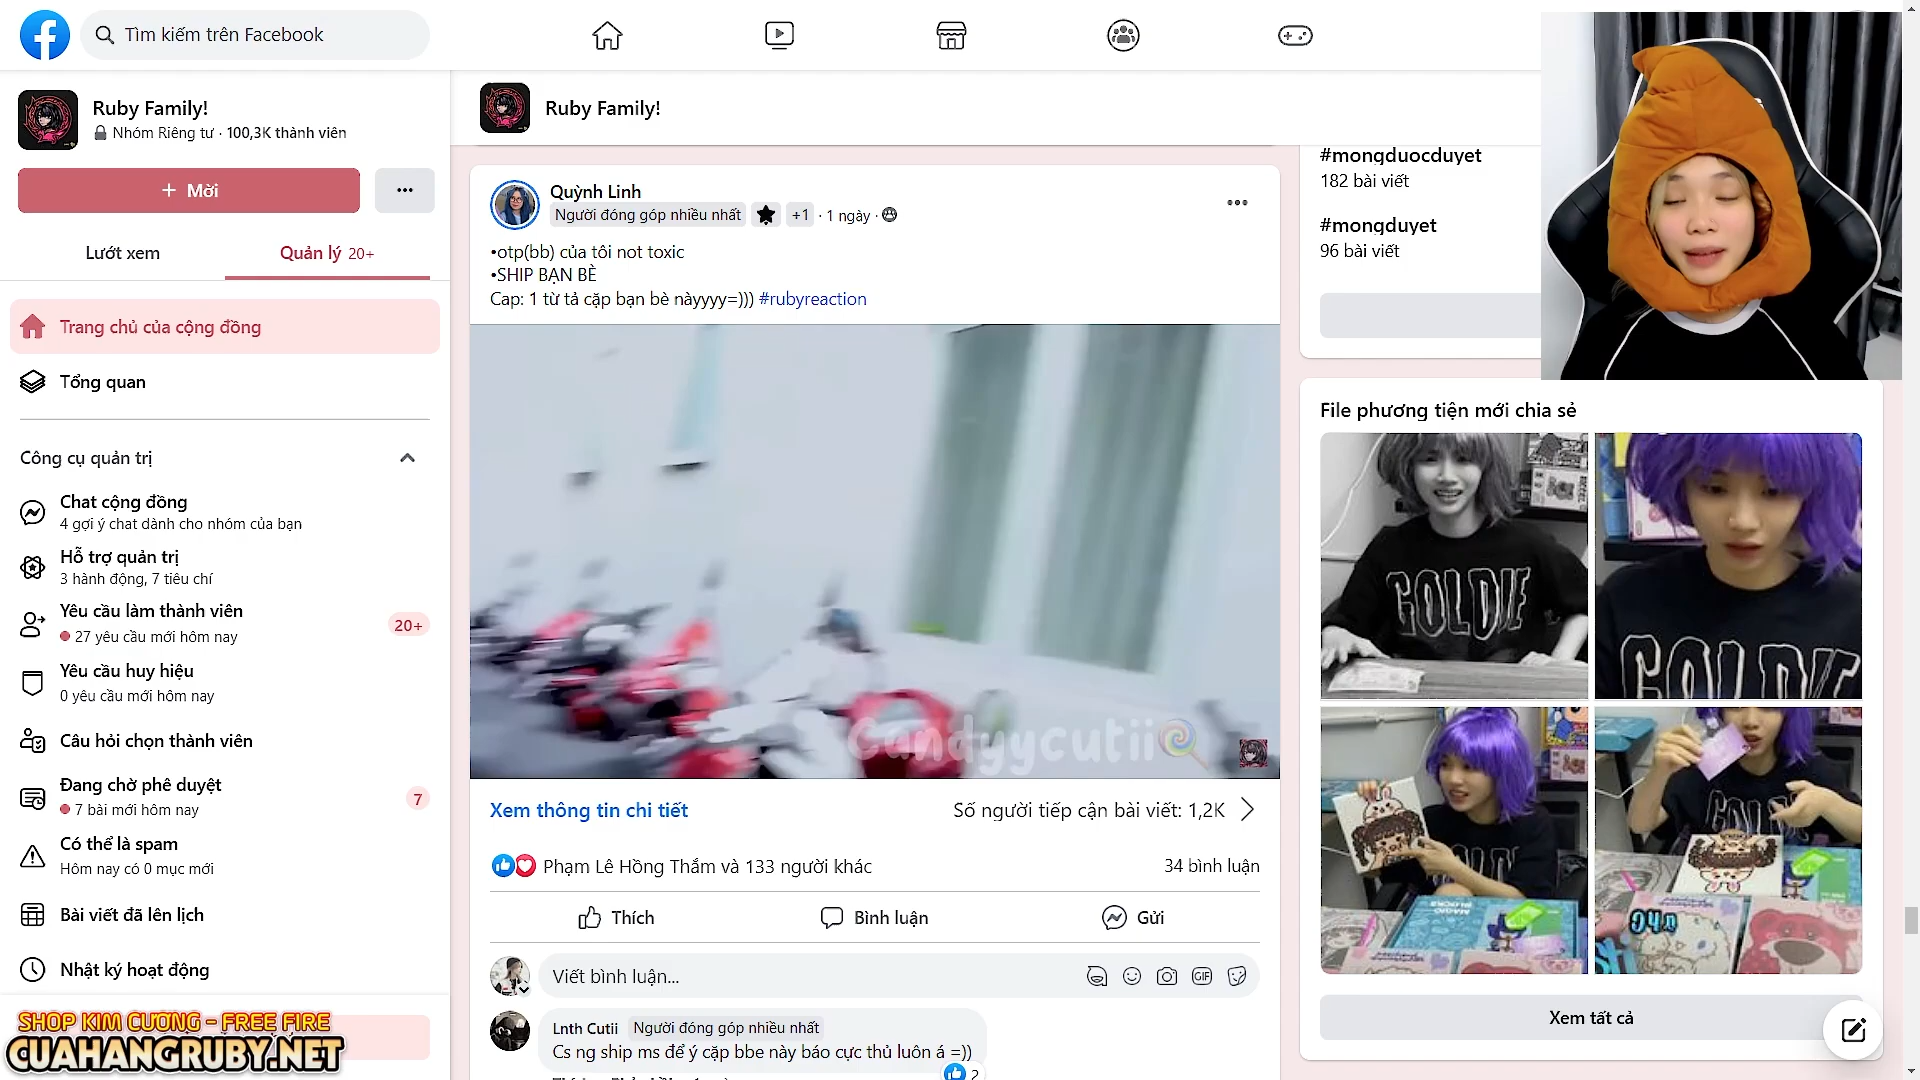 Tìm kiếm trên Facebook
Ruby Family!
Nhóm Riêng tư · 100,3K thành viên
+ Mời
Lướt xem
Quản lý 20+
Trang chủ của cộng đồng
Tổng quan
Công cụ quản trị
Chat cộng đồng
4 gợi ý chat dành cho nhóm của bạn
Hỗ trợ quản trị
3 hành động, 7 tiêu chí
Yêu cầu làm thành viên
27 yêu cầu mới hôm nay
20+
Yêu cầu huy hiệu
0 yêu cầu mới hôm nay
Câu hỏi chọn thành viên
Đang chờ phê duyệt
7 bài mới hôm nay
7
Có thể là spam
Hôm nay có 0 mục mới
Bài viết đã lên lịch
Nhật ký hoạt động
SHOP KIM CƯƠNG - FREE FIRE
CUAHANGRUBY.NET
Ruby Family!
Quỳnh Linh
Người đóng góp nhiều nhất +1 · 1 ngày ·
•otp(bb) của tôi not toxic
•SHIP BẠN BÈ
Cap: 1 từ tả cặp bạn bè nàyyyy=))) #rubyreaction
Candyycutii
Xem thông tin chi tiết
Số người tiếp cận bài viết: 1,2K
Phạm Lê Hồng Thắm và 133 người khác
34 bình luận
Thích
Bình luận
Gửi
Viết bình luận...
GIF
Lnth Cutii Người đóng góp nhiều nhất
Cs ng ship ms để ý cặp bbe này báo cực thủ luôn á =))
2
#mongduocduyet
182 bài viết
#mongduyet
96 bài viết
File phương tiện mới chia sẻ
GOLDIE
GOLDIE
Xem tất cả